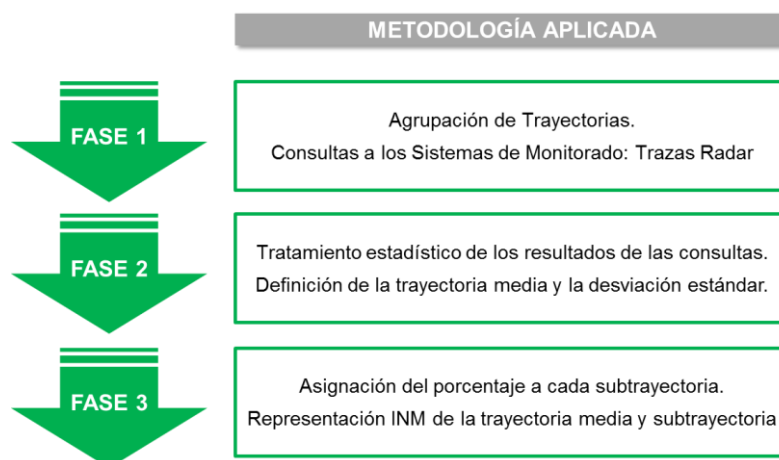 METODOLOGÍA APLICADA
FASE 1
Agrupación de Trayectorias.
Consultas a los Sistemas de Monitorado: Trazas Radar
FASE 2
Tratamiento estadístico de los resultados de las consultas.
Definición de la trayectoria media y la desviación estándar.
FASE 3
Asignación del porcentaje a cada subtrayectoria.
Representación INM de la trayectoria media y subtrayectoria